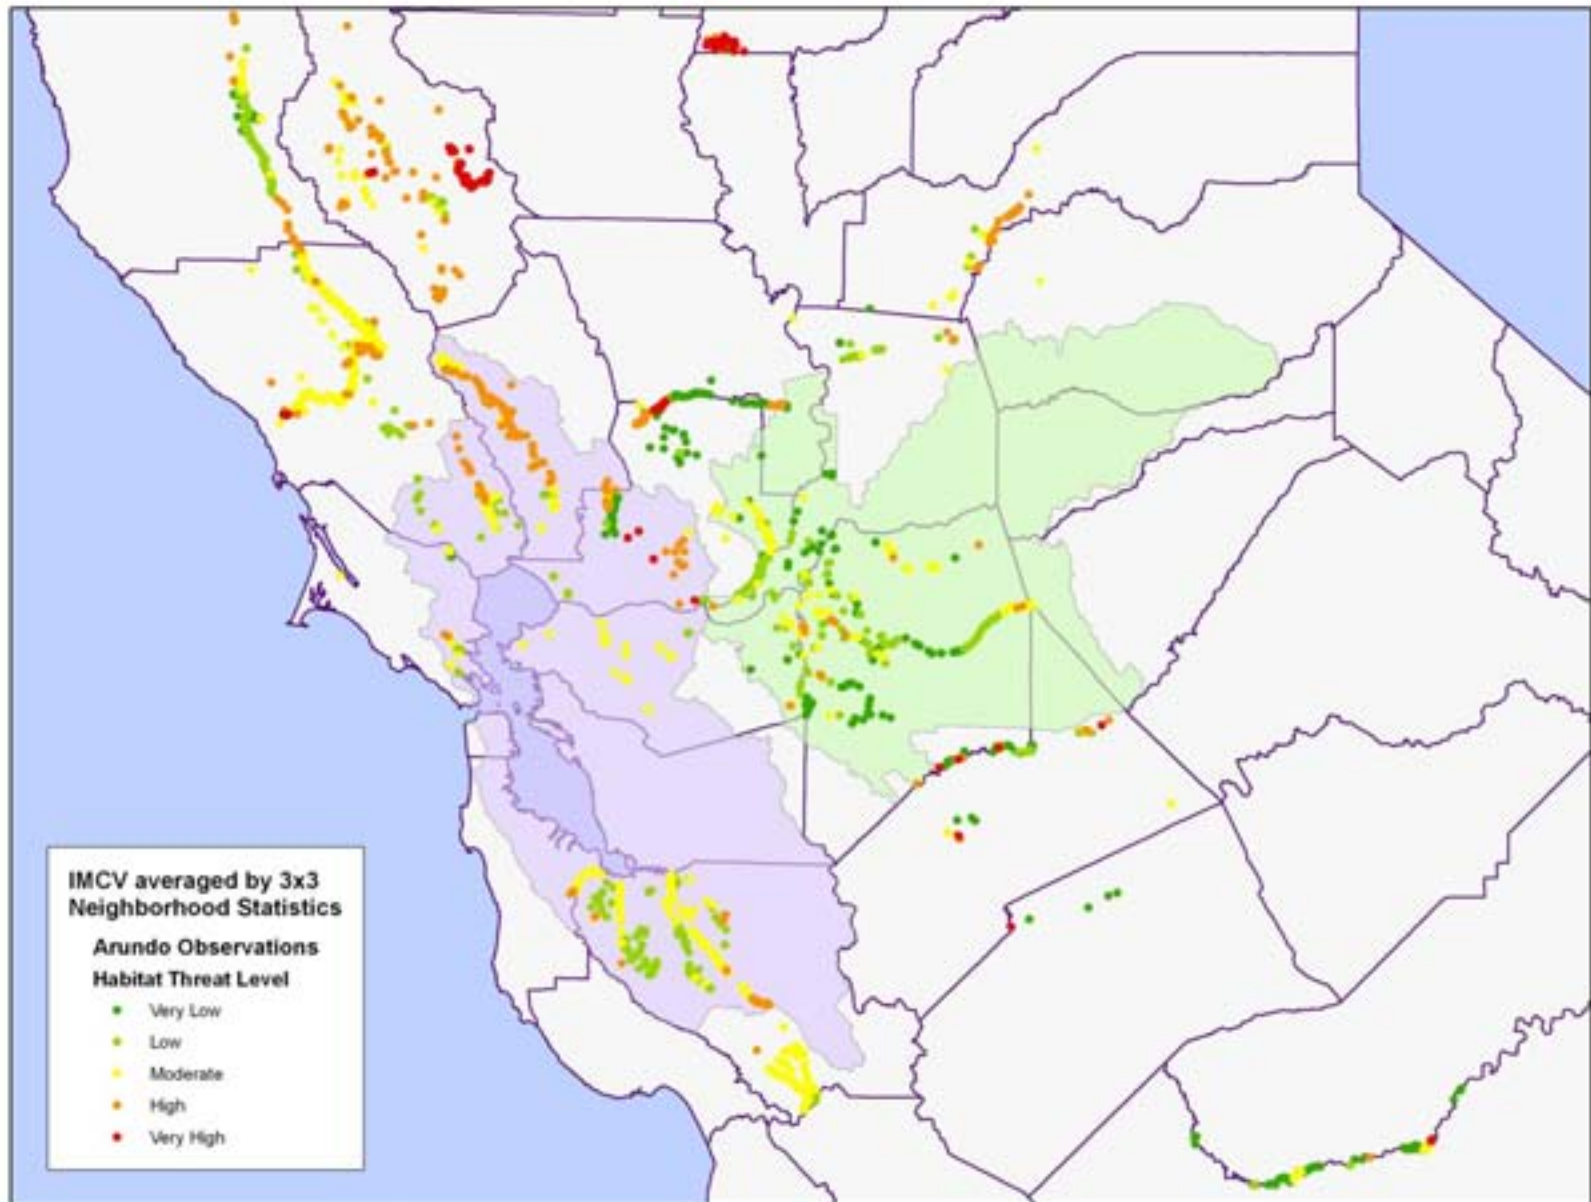 IMCV averaged by 3x3
Neighborhood Statistics
Arundo Observations
Habitat Threat Level
Very Low
Low
Moderate
High
Very High